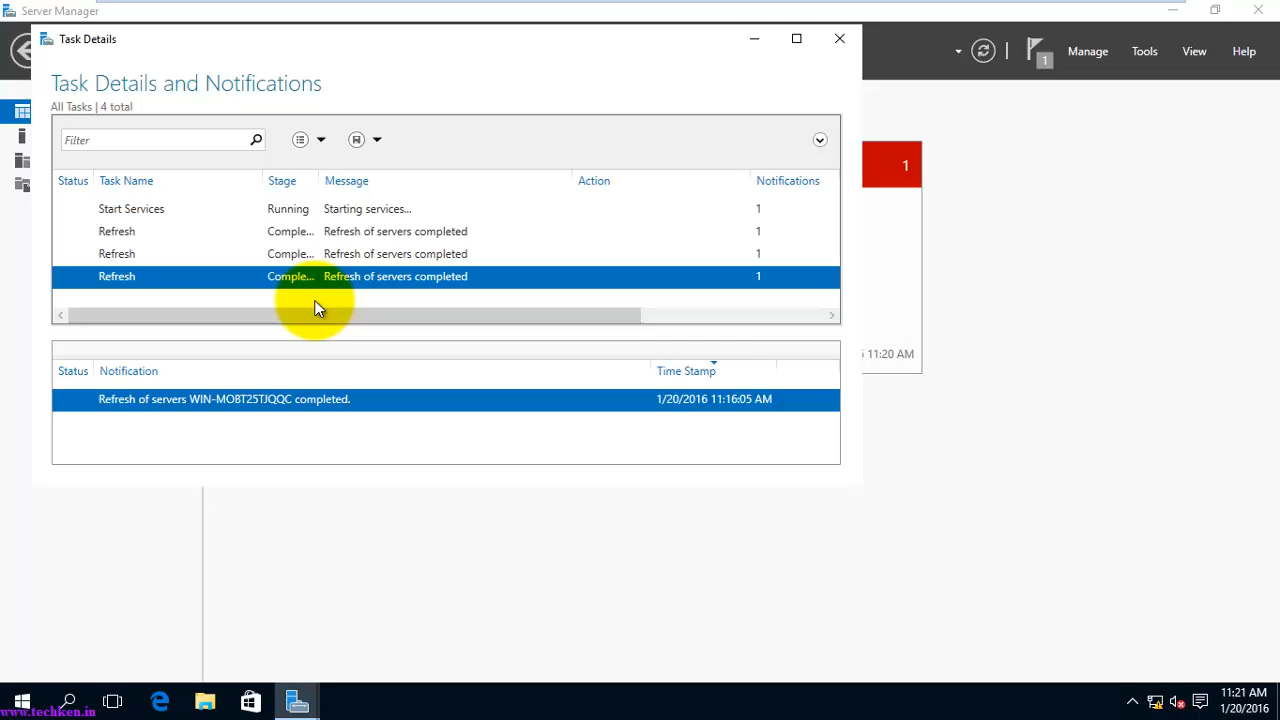 Server Manager
Task Details
Manage Tools View Help
1
Task Details and Notifications
All Tasks | 4 total
Filter
Status Task Name Stage Message Action Notifications
Start Services Running Starting services... 1
Refresh Comple... Refresh of servers completed 1
Refresh Comple... Refresh of servers completed 1
Refresh Comple... Refresh of servers completed 1
1
11:20 AM
Status Notification Time Stamp
Refresh of servers WIN-MOBT25TJQQC completed. 1/20/2016 11:16:05 AM
11:21 AM
1/20/2016
www.techken.in